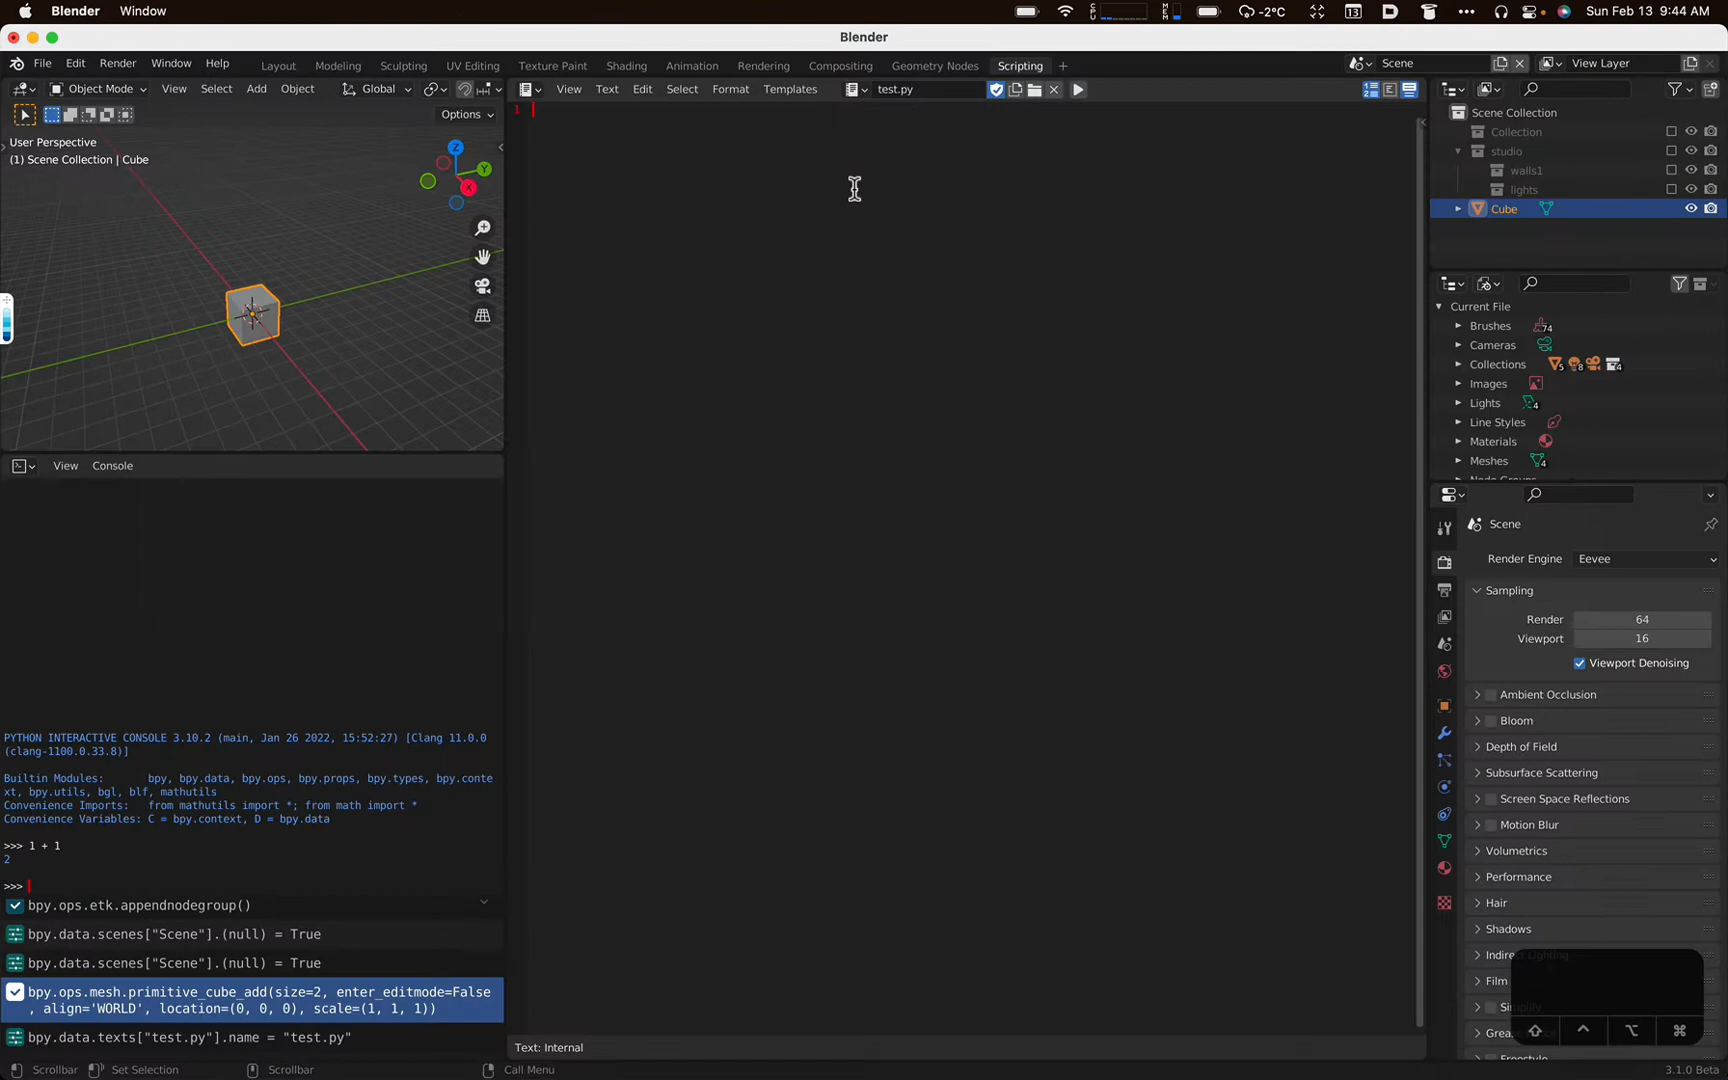 Blender Window -2°C 13 Sun Feb 13 9:44 AM
Blender
File Edit Render Window Help Layout Modeling Sculpting UV Editing Texture Paint Shading Animation Rendering Compositing Geometry Nodes Scripting + Scene View Layer
Object Mode View Select Add Object Global View Text Edit Select Format Templates test.py
Options
User Perspective
(1) Scene Collection | Cube
Z
Y
X
1
Scene Collection
Collection
studio
walls1
lights
Cube
Current File
Brushes 74
Cameras
Collections 5 8 4
Images
Lights 4
Line Styles
Materials
Meshes 4
View Console
Scene
Render Engine Eevee
Sampling
Render 64
Viewport 16
Viewport Denoising
Ambient Occlusion
Bloom
Depth of Field
Subsurface Scattering
Screen Space Reflections
Motion Blur
Volumetrics
Performance
Hair
Shadows
Indirect Lighting
Film
Simplify
PYTHON INTERACTIVE CONSOLE 3.10.2 (main, Jan 26 2022, 15:52:27) [Clang 11.0.0
(clang-1100.0.33.8)]
Builtin Modules: bpy, bpy.data, bpy.ops, bpy.props, bpy.types, bpy.conte
xt, bpy.utils, bgl, blf, mathutils
Convenience Imports: from mathutils import *; from math import *
Convenience Variables: C = bpy.context, D = bpy.data
>>> 1 + 1
2
>>>
bpy.ops.etk.appendnodegroup()
bpy.data.scenes["Scene"].(null) = True
bpy.data.scenes["Scene"].(null) = True
bpy.ops.mesh.primitive_cube_add(size=2, enter_editmode=False
, align='WORLD', location=(0, 0, 0), scale=(1, 1, 1))
bpy.data.texts["test.py"].name = "test.py"
Text: Internal
Scrollbar Set Selection Scrollbar Call Menu 3.1.0 Beta